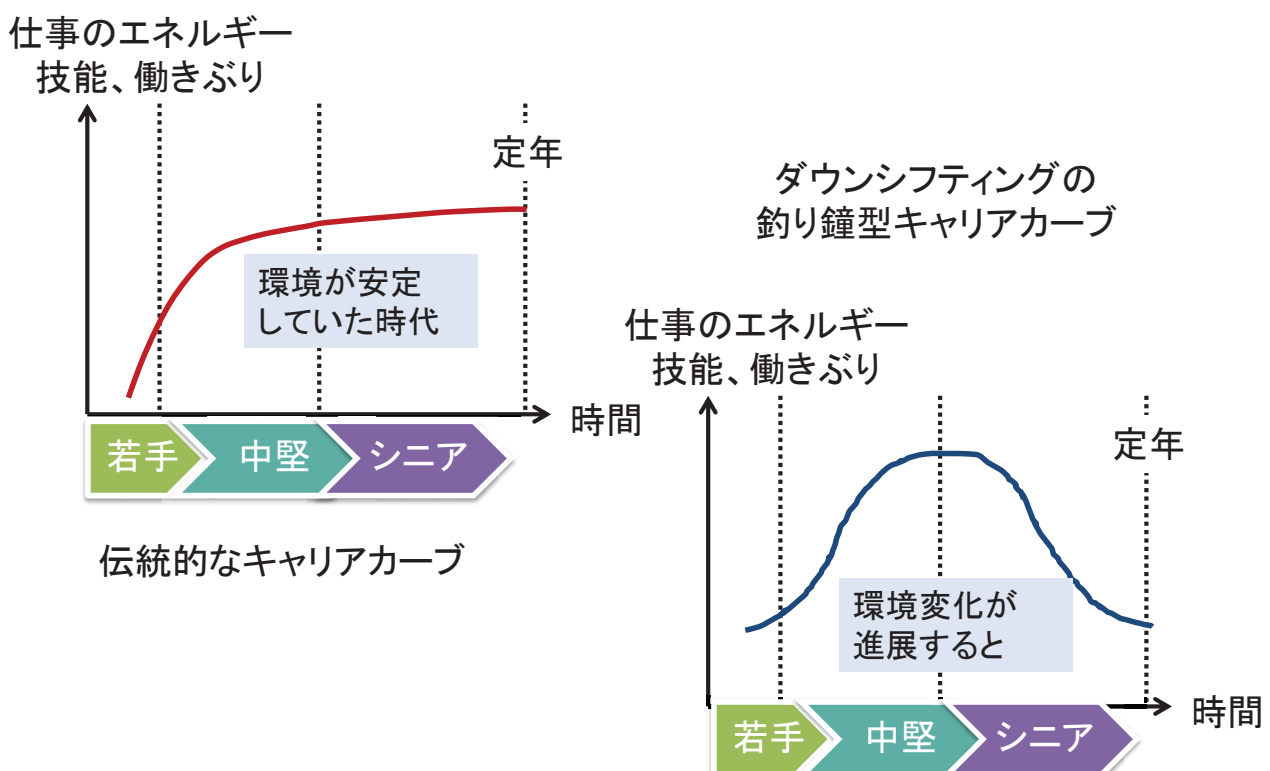 仕事のエネルギー
技能、働きぶり
定年
環境が安定
していた時代
時間
若手
中堅
シニア
伝統的なキャリアカーブ
ダウンシフティングの
釣り鐘型キャリアカーブ
仕事のエネルギー
技能、働きぶり
定年
環境変化が
進展すると
時間
若手
中堅
シニア